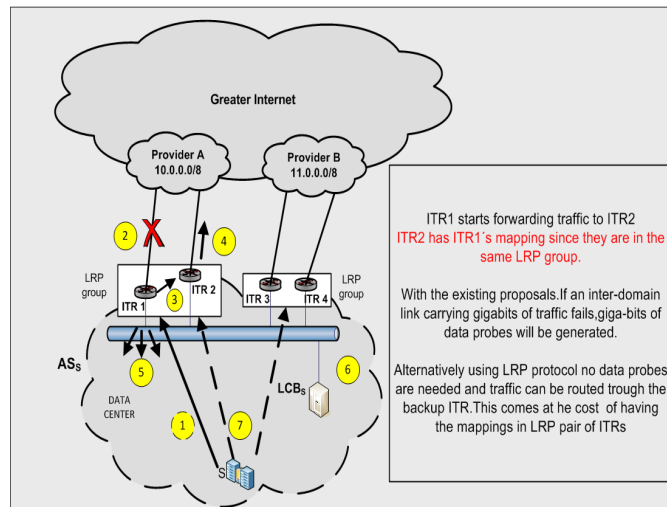 Greater Internet
Provider A
10.0.0.0/8
Provider B
11.0.0.0/8
2
4
LRP
group
ITR 1
3
ITR 2
ITR 3
ITR 4
LRP
group
ASs
5
6
DATA
CENTER
LCBs
1
7
S
ITR1 starts forwarding traffic to ITR2
ITR2 has ITR1´s mapping since they are in the
same LRP group.
With the existing proposals.If an inter-domain
link carrying gigabits of traffic fails,giga-bits of
data probes will be generated.
Alternatively using LRP protocol no data probes
are needed and traffic can be routed trough the
backup ITR.This comes at he cost of having
the mappings in LRP pair of ITRs